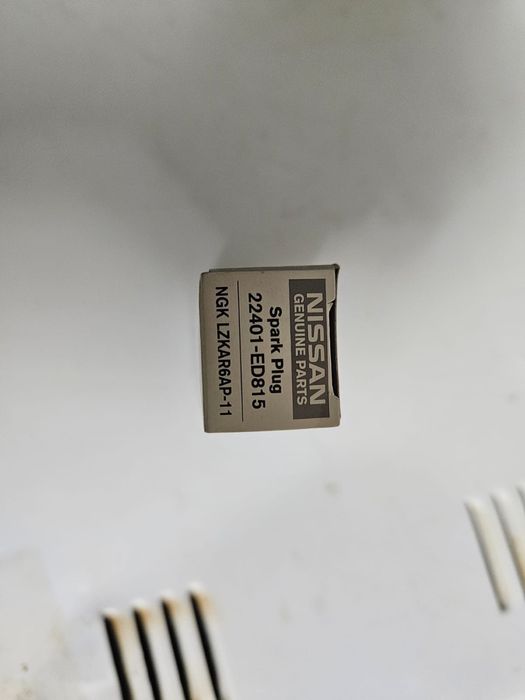 NISSAN
GENUINE PARTS
Spark Plug
22401-ED815
NGK LZKAR6AP-11